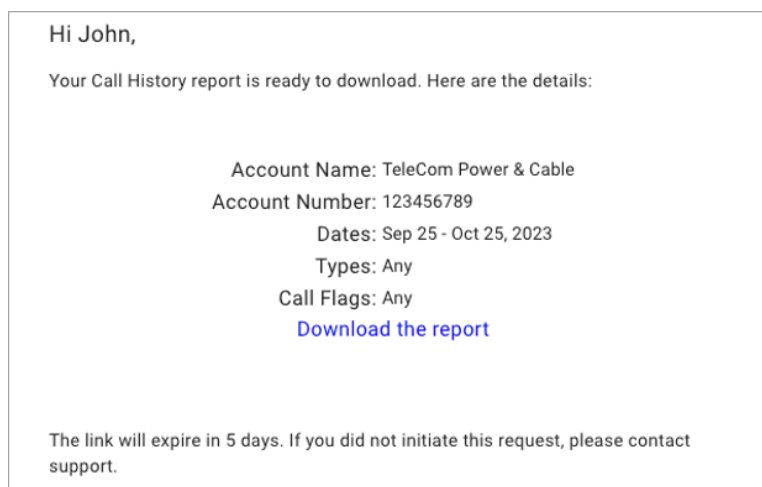 Hi John,
Your Call History report is ready to download. Here are the details:
Account Name: TeleCom Power & Cable
Account Number: 123456789
Dates: Sep 25 - Oct 25, 2023
Types: Any
Call Flags: Any
Download the report
The link will expire in 5 days. If you did not initiate this request, please contact
support.